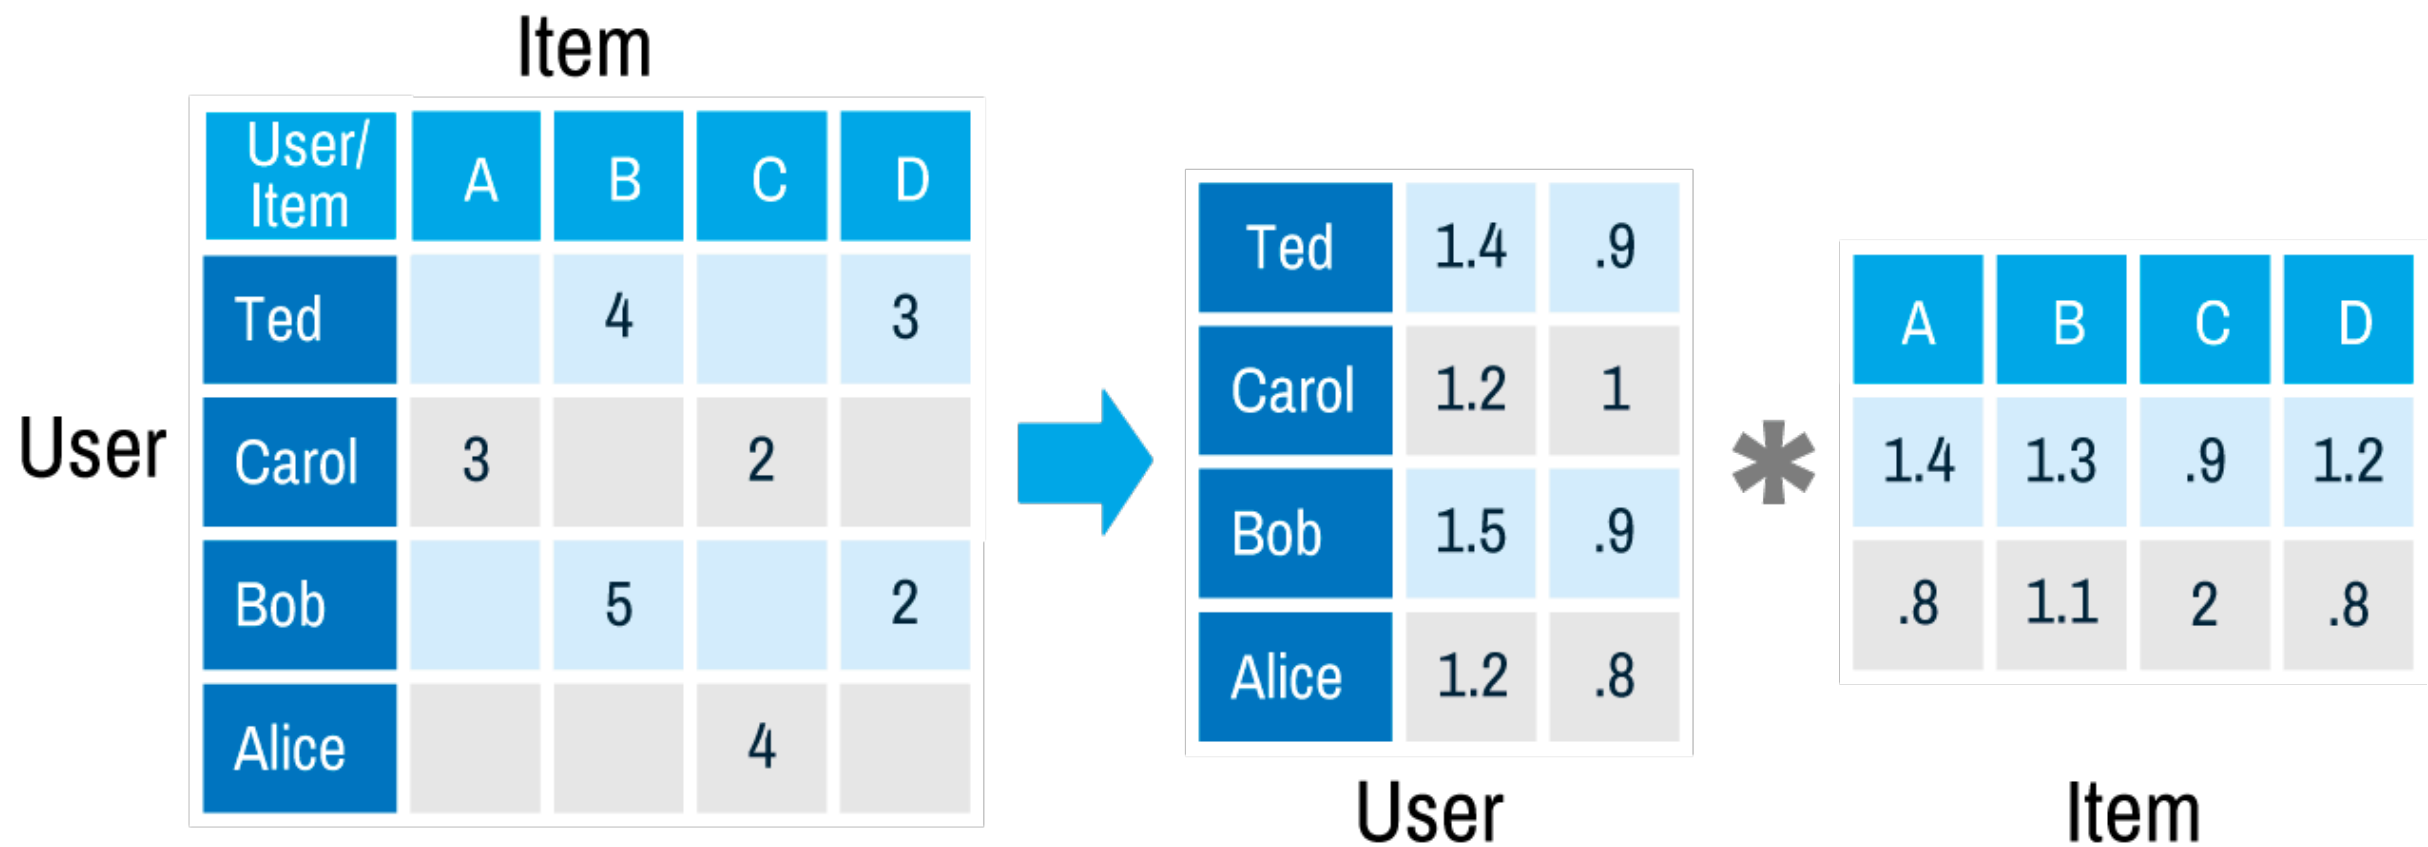 Item
User/
Item
A B C D
Ted 4 3
User
Carol 3 2
Bob 5 2
Alice 4
Ted 1.4 .9
Carol 1.2 1
Bob 1.5 .9
Alice 1.2 .8
User
*
A B C D
1.4 1.3 .9 1.2
.8 1.1 2 .8
Item